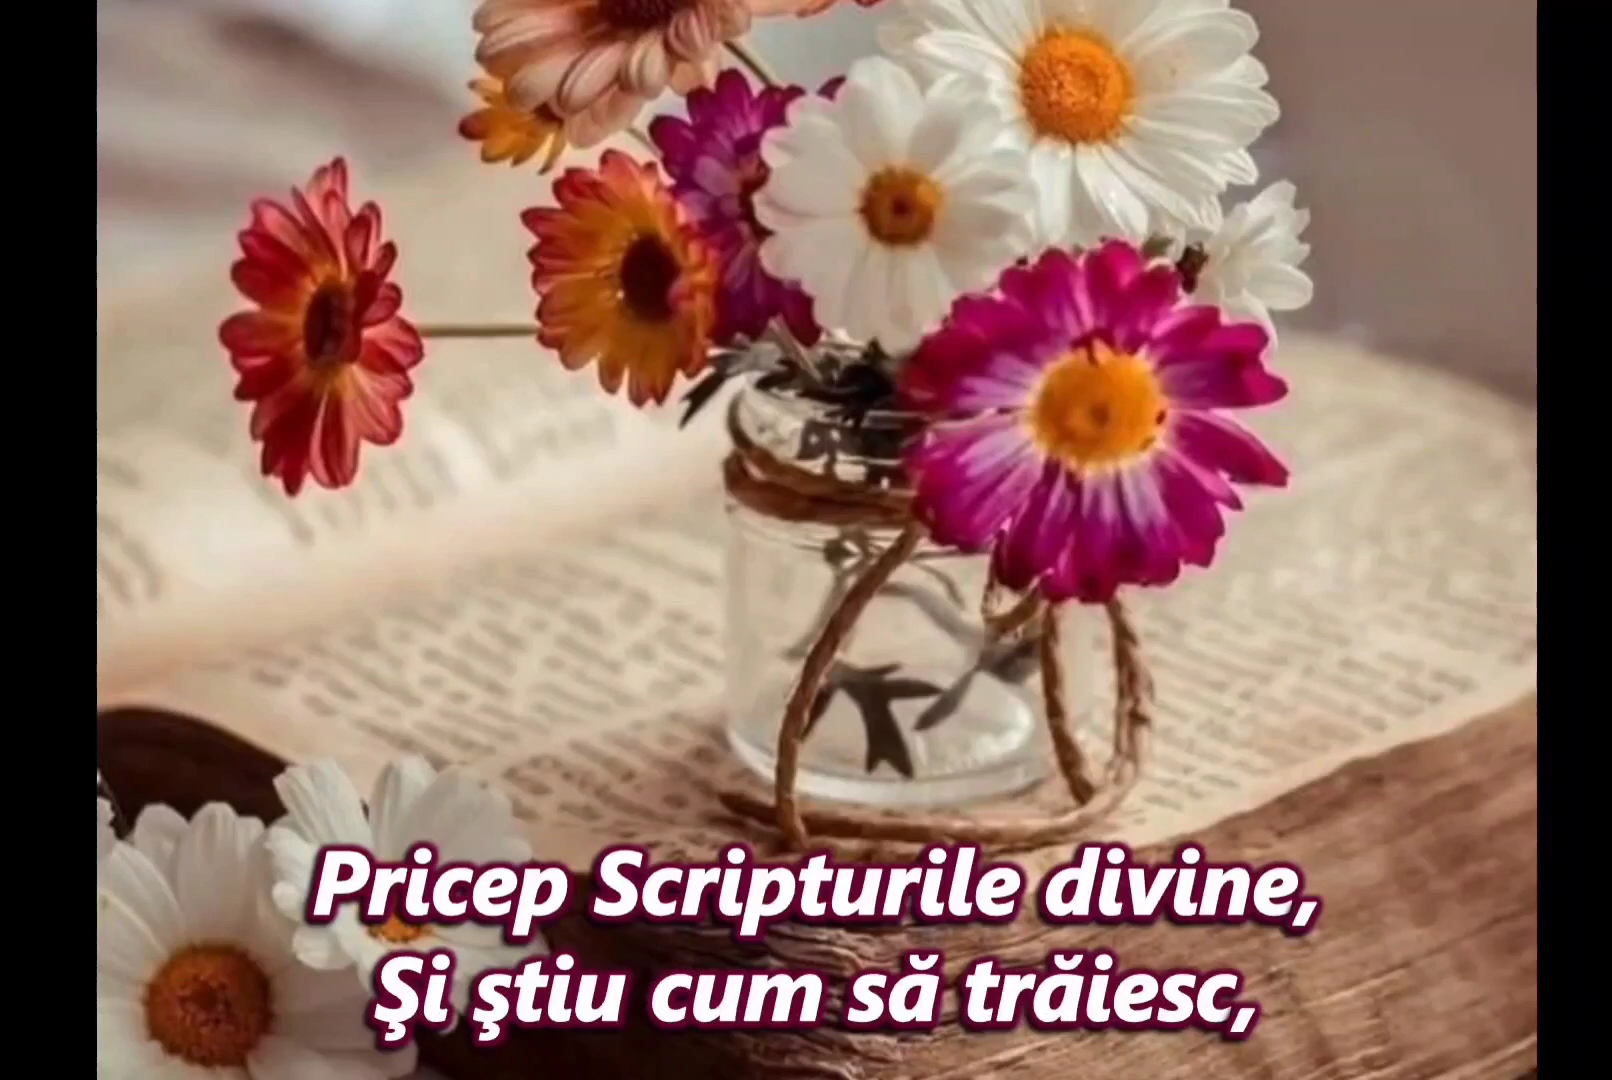 Pricep Scripturile divine,
Şi ştiu cum să trăiesc,